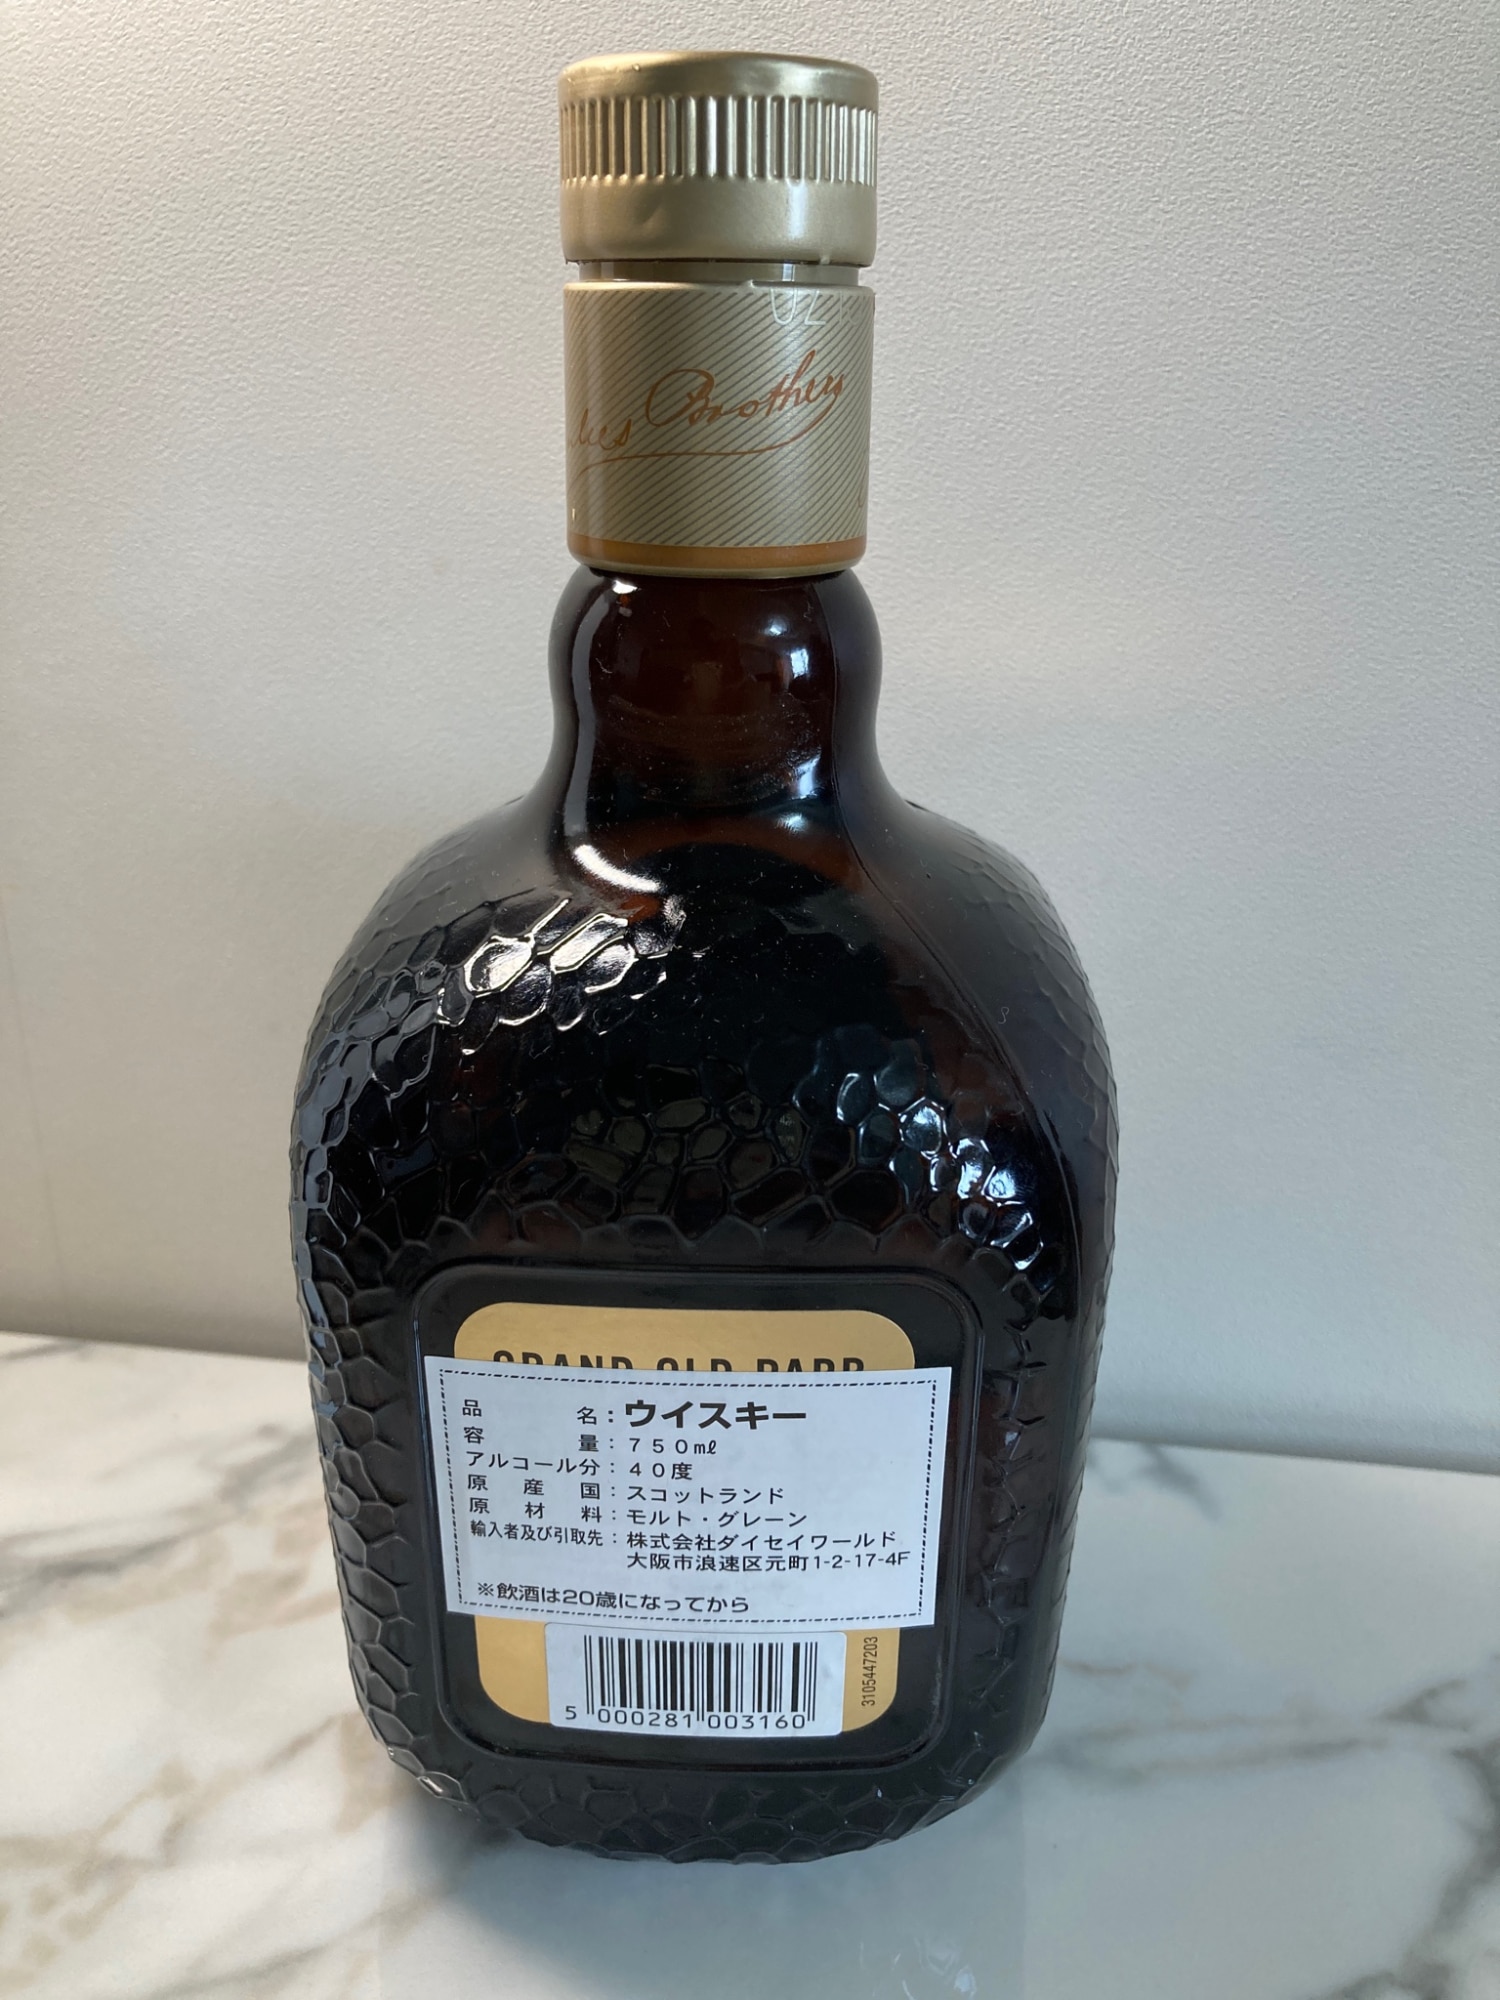 Brothers
GRAND OLD PARR
品名：ウイスキー
容量：７５０㎖
アルコール分：４０度
原産国：スコットランド
原材料：モルト・グレーン
輸入者及び引取先：株式会社ダイセイワールド
大阪市浪速区元町1-2-17-4F
※飲酒は20歳になってから
3105447203
5 000281 003160